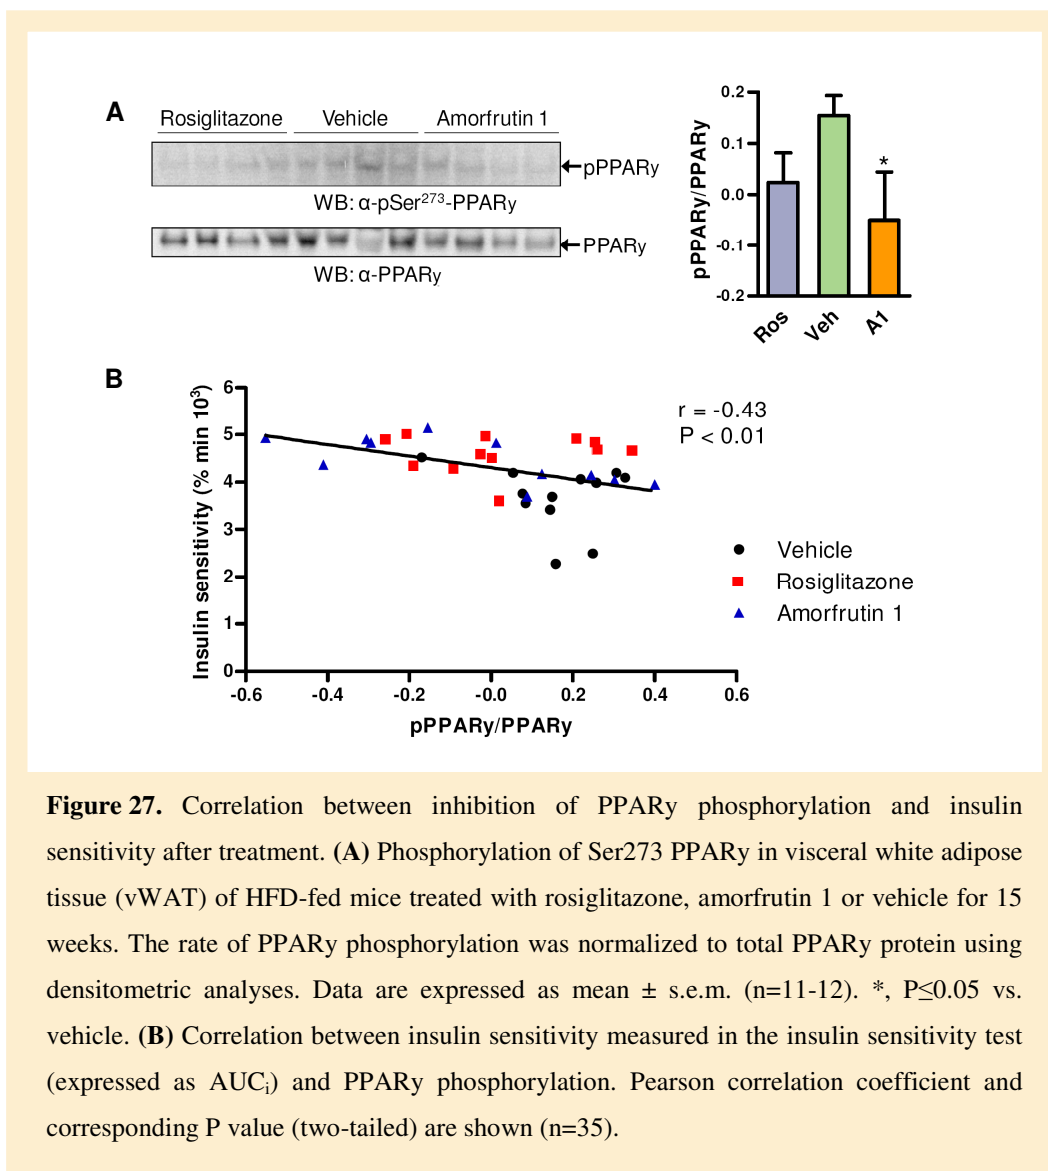 A
Rosiglitazone Vehicle Amorfrutin 1
pPPARγ
WB: α-pSer273-PPARγ
PPARγ
WB: α-PPARγ
pPPARγ/PPARγ
0.2
0.1
0.0
-0.1
-0.2
*
Ros Veh A1
B
Insulin sensitivity (% min 10³)
6
5
4
3
2
1
0
-0.6 -0.4 -0.2 -0.0 0.2 0.4 0.6
pPPARγ/PPARγ
r = -0.43
P < 0.01
Vehicle
Rosiglitazone
Amorfrutin 1
Figure 27. Correlation between inhibition of PPARγ phosphorylation and insulin
sensitivity after treatment. (A) Phosphorylation of Ser273 PPARγ in visceral white adipose
tissue (vWAT) of HFD-fed mice treated with rosiglitazone, amorfrutin 1 or vehicle for 15
weeks. The rate of PPARγ phosphorylation was normalized to total PPARγ protein using
densitometric analyses. Data are expressed as mean ± s.e.m. (n=11-12). *, P≤0.05 vs.
vehicle. (B) Correlation between insulin sensitivity measured in the insulin sensitivity test
(expressed as AUCi) and PPARγ phosphorylation. Pearson correlation coefficient and
corresponding P value (two-tailed) are shown (n=35).